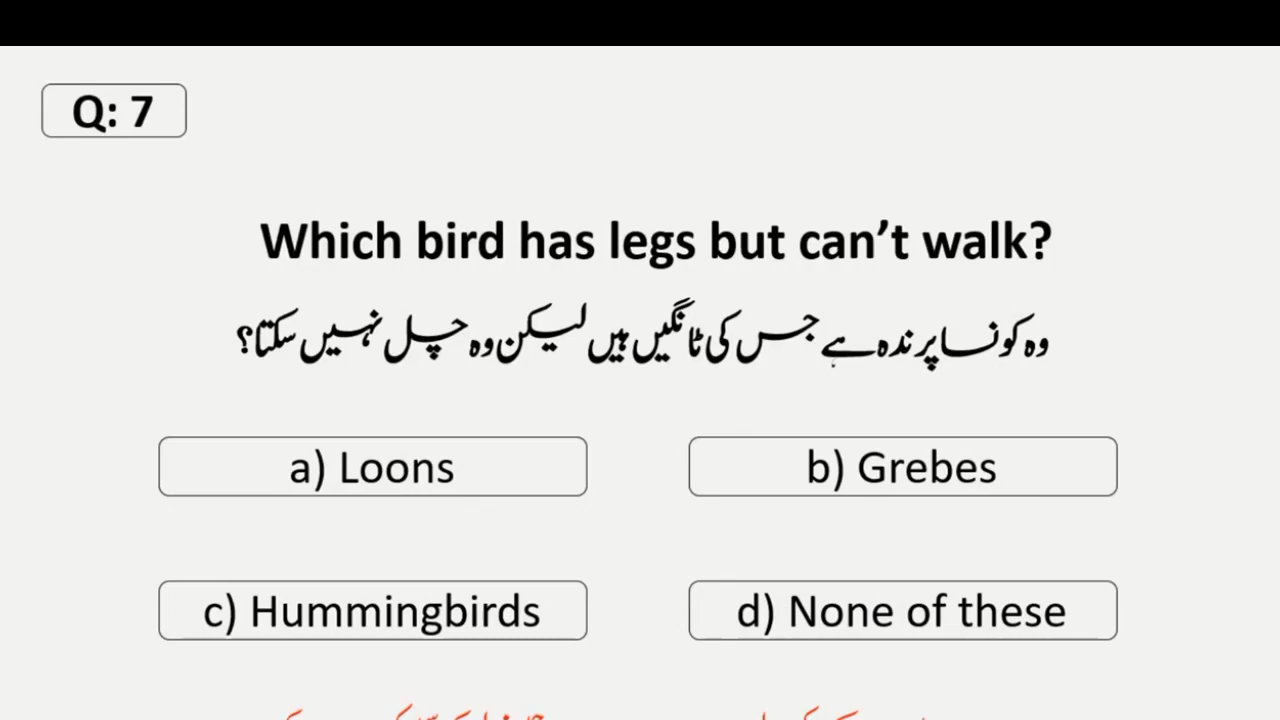 Q: 7
Which bird has legs but can’t walk?
وہ کونسا پرندہ ہے جس کی ٹانگیں ہیں لیکن وہ چل نہیں سکتا؟
a) Loons
b) Grebes
c) Hummingbirds
d) None of these